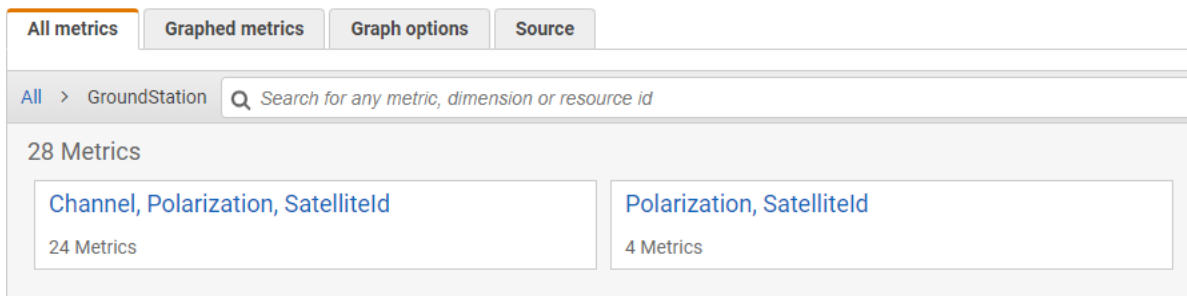 All metrics Graphed metrics Graph options Source
All > GroundStation Search for any metric, dimension or resource id
28 Metrics
Channel, Polarization, SatelliteId Polarization, SatelliteId
24 Metrics 4 Metrics